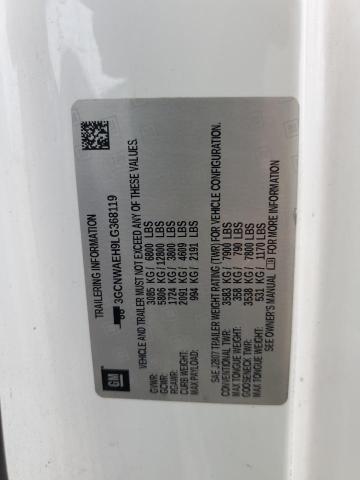 TRAILERING INFORMATION
3GCNWAEH9LG368119
VEHICLE AND TRAILER MUST NOT EXCEED ANY OF THESE VALUES.
GVWR: 3085 KG/ 6800 LBS
GCWR: 5806 KG/ 12800 LBS
RGAWR: 1724 KG/ 3800 LBS
CURB WEIGHT: 2091 KG/ 4609 LBS
MAX PAYLOAD: 994 KG/ 2191 LBS
SAE J2807 TRAILER WEIGHT RATING (TWR) FOR VEHICLE CONFIGURATION.
CONVENTIONAL TWR: 3583 KG/ 7900 LBS
MAX TONGUE WEIGHT: 358 KG/ 790 LBS
GOOSENECK TWR: 3538 KG/ 7800 LBS
MAX TONGUE WEIGHT: 531 KG/ 1170 LBS
SEE OWNER'S MANUAL FOR MORE INFORMATION
GM